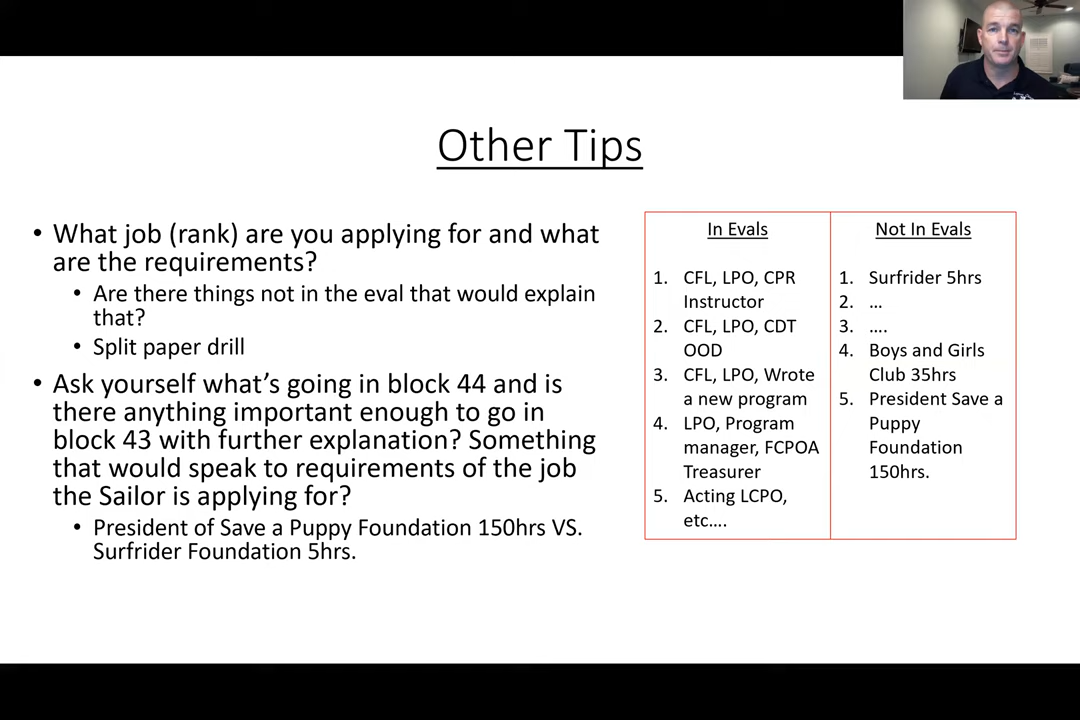 Other Tips
• What job (rank) are you applying for and what
are the requirements?
• Are there things not in the eval that would explain
that?
• Split paper drill
• Ask yourself what's going in block 44 and is
there anything important enough to go in
block 43 with further explanation? Something
that would speak to requirements of the job
the Sailor is applying for?
• President of Save a Puppy Foundation 150hrs VS.
Surfrider Foundation 5hrs.
In Evals
1. CFL, LPO, CPR
Instructor
2. CFL, LPO, CDT
OOD
3. CFL, LPO, Wrote
a new program
4. LPO, Program
manager, FCPOA
Treasurer
5. Acting LCPO,
etc....
Not In Evals
1. Surfrider 5hrs
2. ...
3. ....
4. Boys and Girls
Club 35hrs
5. President Save a
Puppy
Foundation
150hrs.